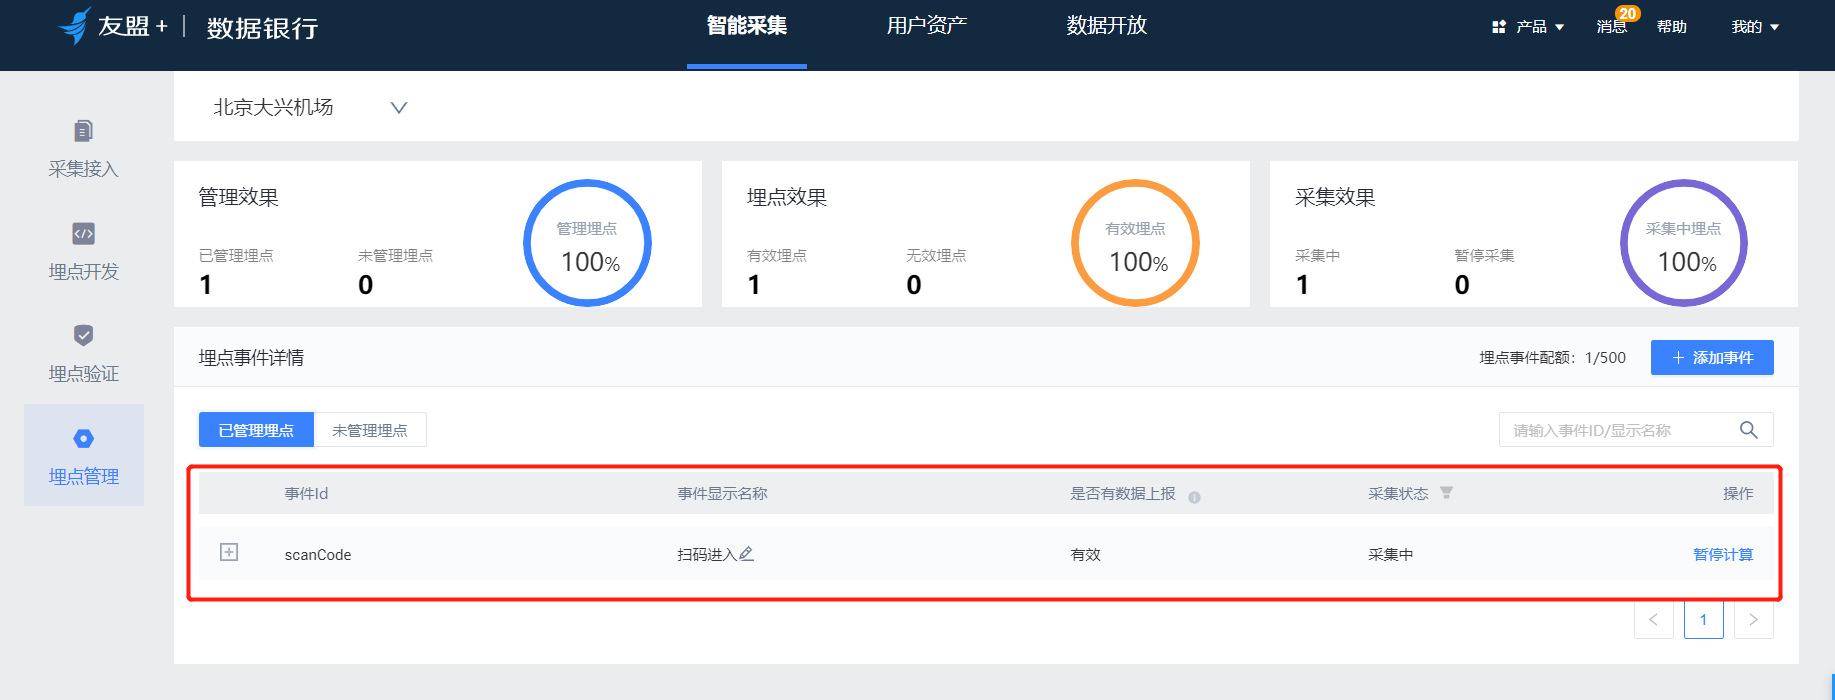 友盟+ | 数据银行
智能采集 用户资产 数据开放
产品 消息 20 帮助 我的
北京大兴机场
采集接入
埋点开发
埋点验证
埋点管理
管理效果
已管理埋点 未管理埋点
1 0
管理埋点
100%
埋点效果
有效埋点 无效埋点
1 0
有效埋点
100%
采集效果
采集中 暂停采集
1 0
采集中埋点
100%
埋点事件详情 埋点事件配额：1/500 + 添加事件
已管理埋点 未管理埋点 请输入事件ID/显示名称
事件Id 事件显示名称 是否有数据上报 采集状态 操作
scanCode 扫码进入 有效 采集中 暂停计算
< 1 >